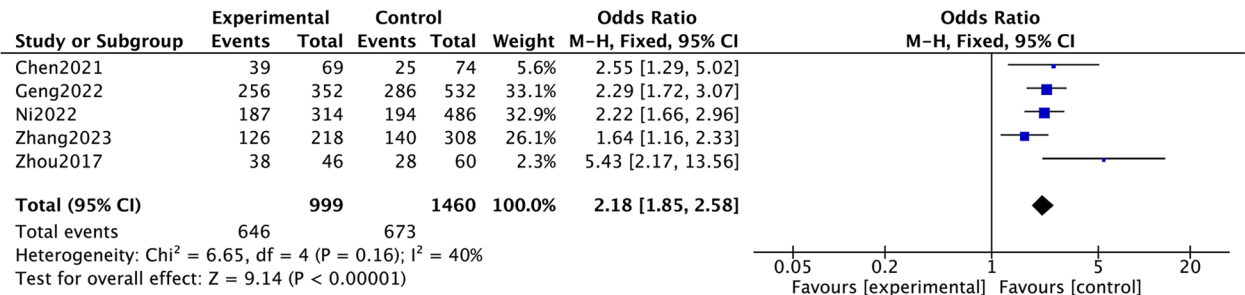 Experimental Control Odds Ratio Odds Ratio
Study or Subgroup Events Total Events Total Weight M-H, Fixed, 95% CI M-H, Fixed, 95% CI
Chen2021 39 69 25 74 5.6% 2.55 [1.29, 5.02]
Geng2022 256 352 286 532 33.1% 2.29 [1.72, 3.07]
Ni2022 187 314 194 486 32.9% 2.22 [1.66, 2.96]
Zhang2023 126 218 140 308 26.1% 1.64 [1.16, 2.33]
Zhou2017 38 46 28 60 2.3% 5.43 [2.17, 13.56]
Total (95% CI) 999 1460 100.0% 2.18 [1.85, 2.58]
Total events 646 673
Heterogeneity: Chi² = 6.65, df = 4 (P = 0.16); I² = 40%
Test for overall effect: Z = 9.14 (P < 0.00001)
0.05 0.2 1 5 20
Favours [experimental] Favours [control]